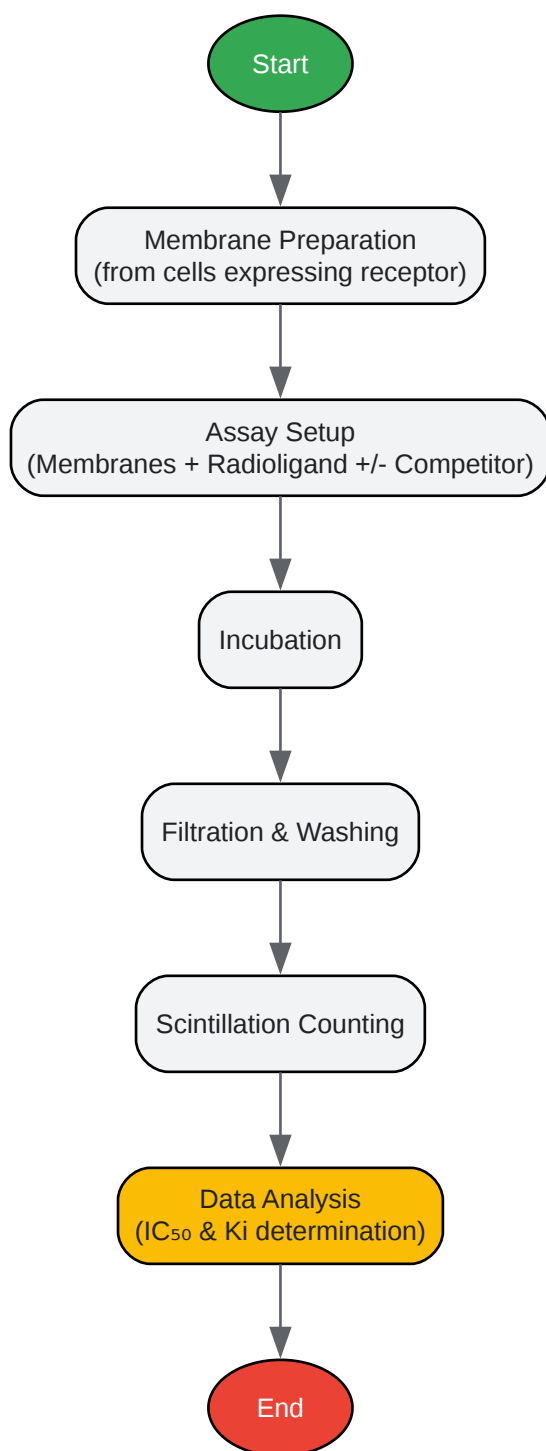 Start
Membrane Preparation
(from cells expressing receptor)
Assay Setup
(Membranes + Radioligand +/- Competitor)
Incubation
Filtration & Washing
Scintillation Counting
Data Analysis
(IC₅₀ & Ki determination)
End